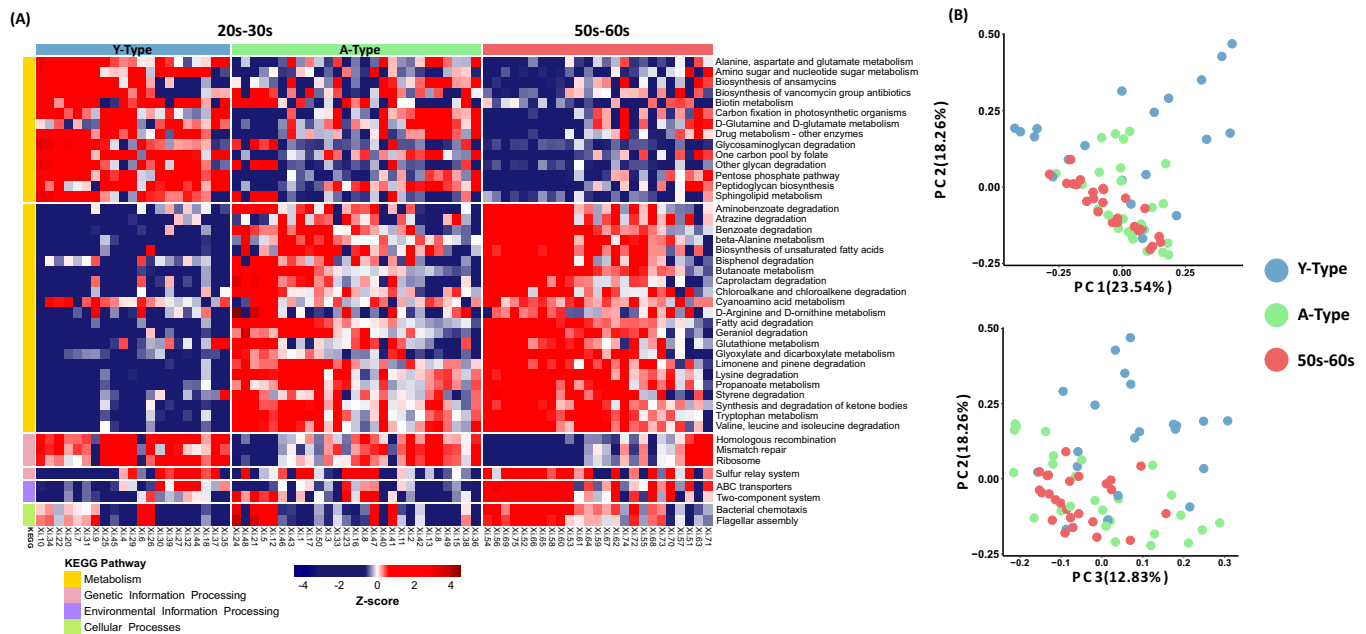 (A)
20s-30s
50s-60s
Y-Type
A-Type
Alanine, aspartate and glutamate metabolism
Amino sugar and nucleotide sugar metabolism
Biosynthesis of ansamycins
Biosynthesis of vancomycin group antibiotics
Biotin metabolism
Carbon fixation in photosynthetic organisms
D-Glutamine and D-glutamate metabolism
Drug metabolism - other enzymes
Glycosaminoglycan degradation
One carbon pool by folate
Other glycan degradation
Pentose phosphate pathway
Peptidoglycan biosynthesis
Sphingolipid metabolism
Aminobenzoate degradation
Atrazine degradation
Benzoate degradation
beta-Alanine metabolism
Biosynthesis of unsaturated fatty acids
Bisphenol degradation
Butanoate metabolism
Caprolactam degradation
Chloroalkane and chloroalkene degradation
Cyanoamino acid metabolism
D-Arginine and D-ornithine metabolism
Fatty acid degradation
Geraniol degradation
Glutathione metabolism
Glyoxylate and dicarboxylate metabolism
Limonene and pinene degradation
Lysine degradation
Propanoate metabolism
Styrene degradation
Synthesis and degradation of ketone bodies
Tryptophan metabolism
Valine, leucine and isoleucine degradation
Homologous recombination
Mismatch repair
Ribosome
Sulfur relay system
ABC transporters
Two-component system
Bacterial chemotaxis
Flagellar assembly
KEGG
KEGG Pathway
Metabolism
Genetic Information Processing
Environmental Information Processing
Cellular Processes
-4 -2 0 2 4
Z-score
(B)
0.50
0.25
0.00
−0.25
PC2(18.26%)
−0.25 0.00 0.25
PC1(23.54%)
0.50
0.25
0.00
−0.25
PC2(18.26%)
−0.2 −0.1 0.0 0.1 0.2 0.3
PC3(12.83%)
Y-Type
A-Type
50s-60s